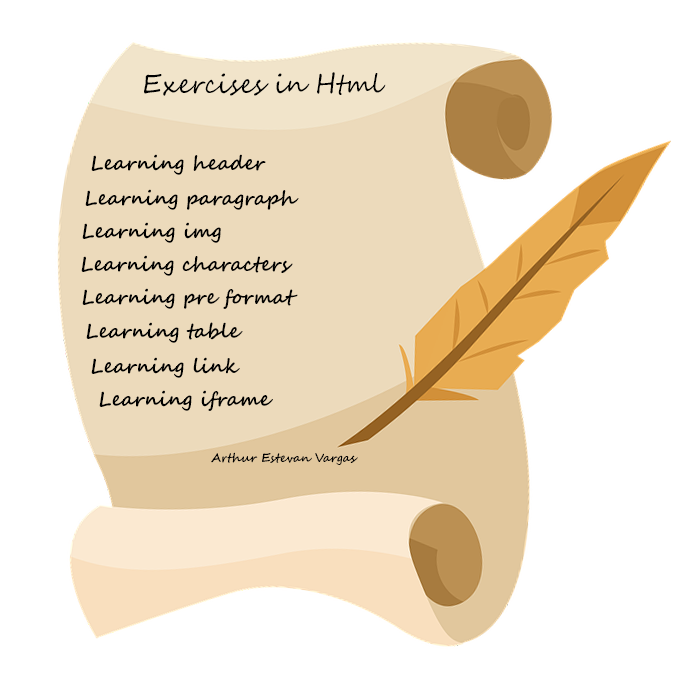 Exercises in Html
Learning header
Learning paragraph
Learning img
Learning characters
Learning pre format
Learning table
Learning link
Learning iframe
Arthur Estevan Vargas